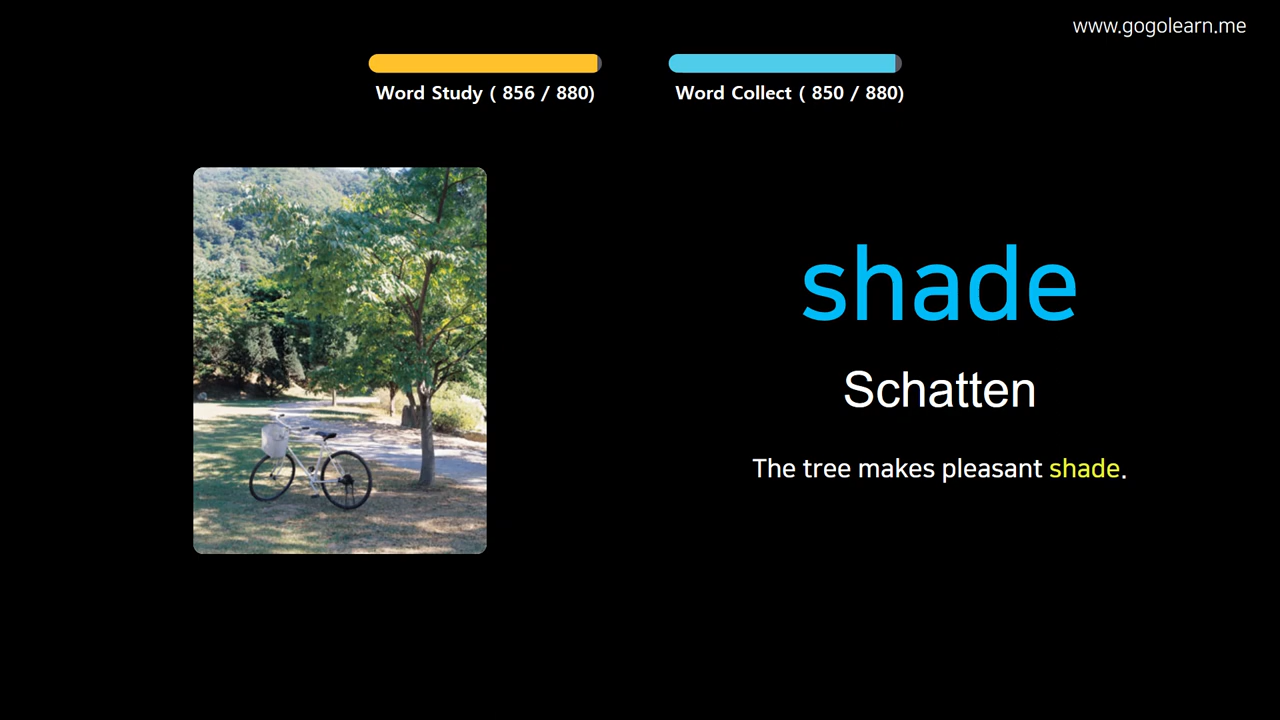 www.gogolearn.me
Word Study ( 856 / 880)
Word Collect ( 850 / 880)
shade
Schatten
The tree makes pleasant shade.